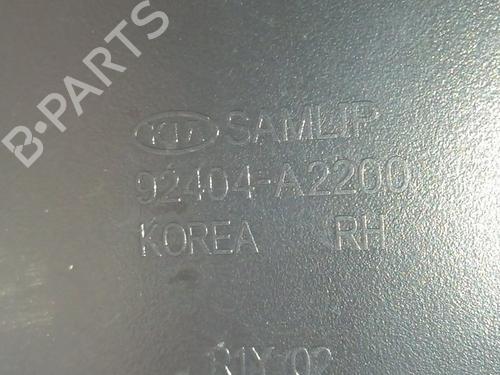 B-PARTS
KIA SAMLIP
92404-A2200
KOREA RH